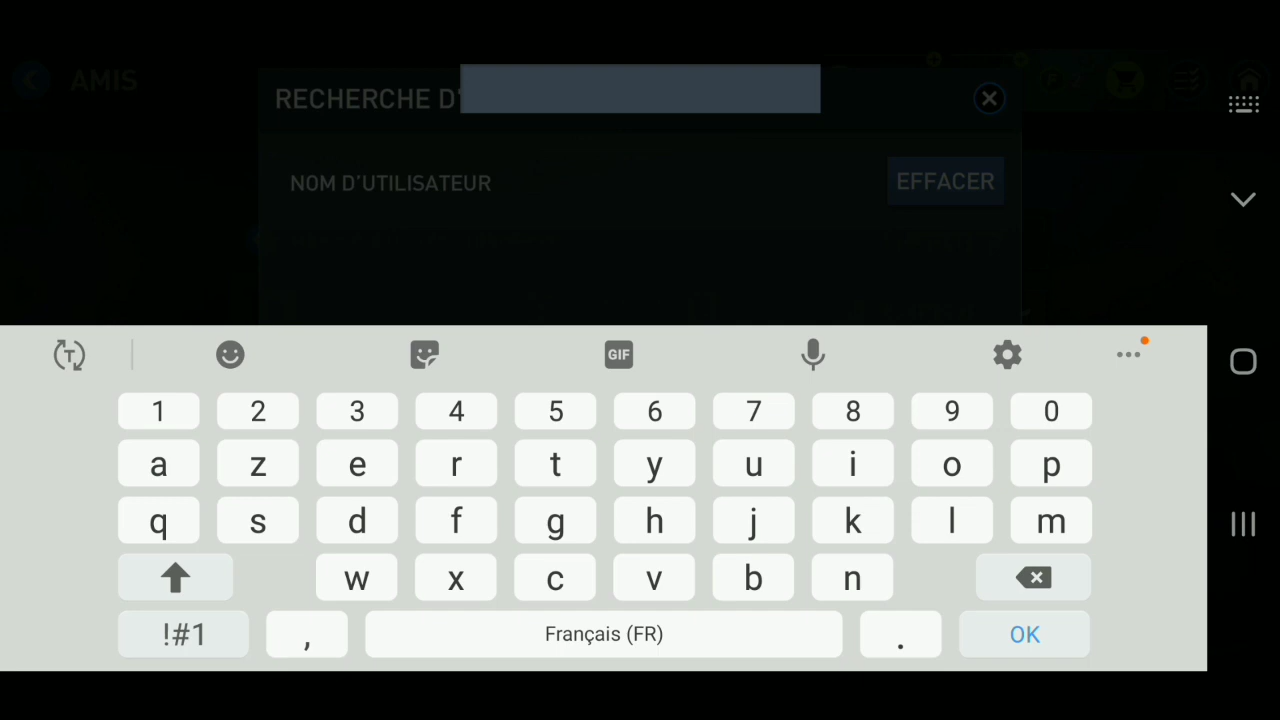 AMIS
RECHERCHE D'
NOM D'UTILISATEUR
EFFACER
T
GIF
1 2 3 4 5 6 7 8 9 0
a z e r t y u i o p
q s d f g h j k l m
w x c v b n
!#1 , Français (FR) . OK